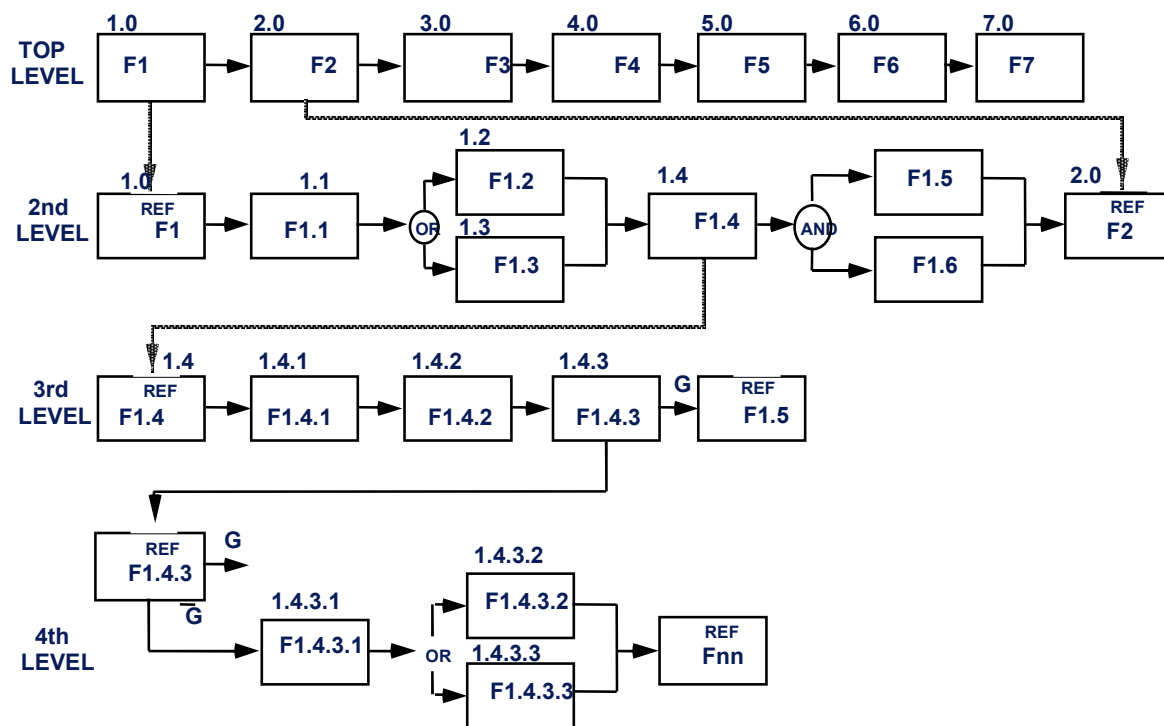 1.0 2.0 3.0 4.0 5.0 6.0 7.0
TOP
LEVEL
F1 F2 F3 F4 F5 F6 F7
1.2
1.0 1.1 F1.2 1.4 F1.5 2.0
2nd
LEVEL
REF
F1 F1.1 OR F1.4 AND REF
F2
1.3
F1.3 F1.6
1.4 1.4.1 1.4.2 1.4.3
3rd
LEVEL
REF
F1.4 F1.4.1 F1.4.2 F1.4.3 G REF
F1.5
REF
F1.4.3 G
G̅
4th
LEVEL
1.4.3.1
F1.4.3.1 OR
1.4.3.2
F1.4.3.2
1.4.3.3
F1.4.3.3
REF
Fnn